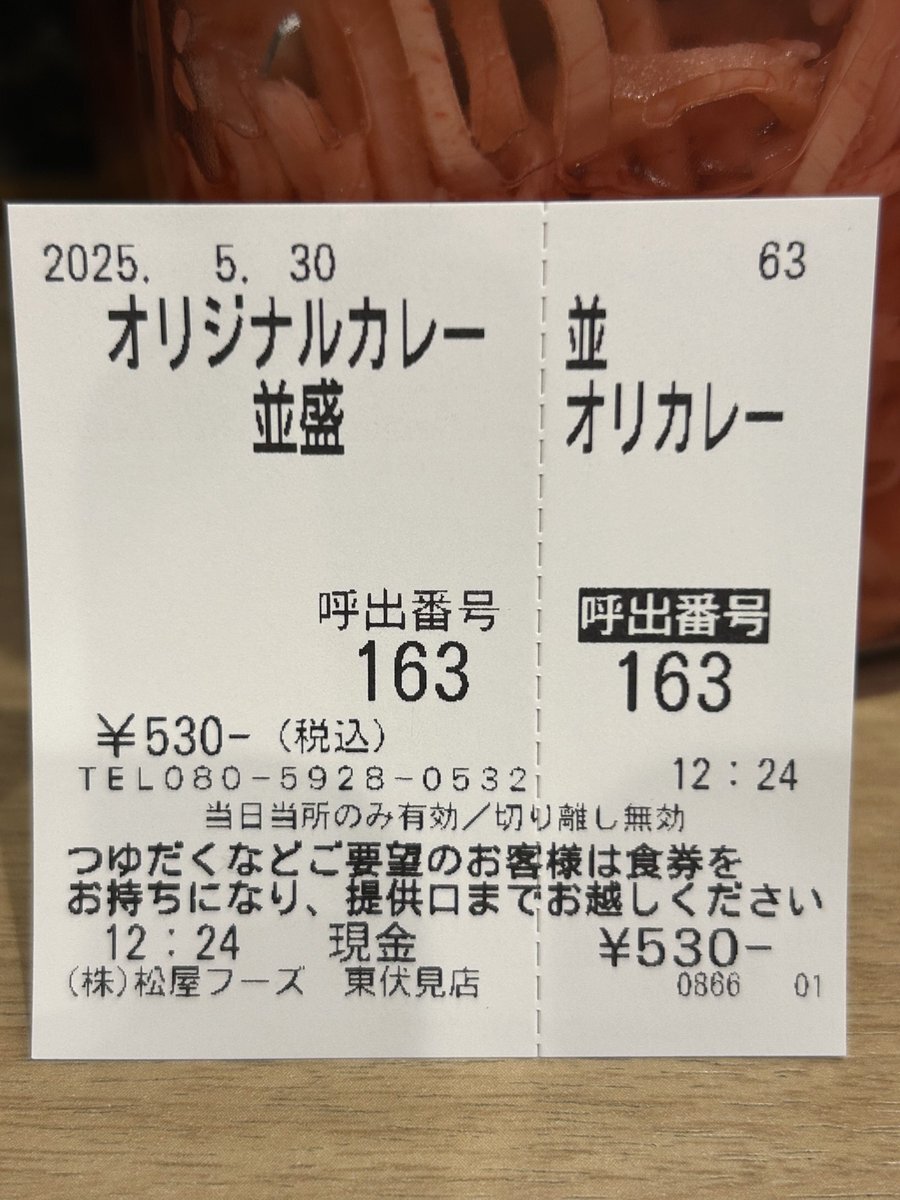 2025. 5. 30
オリジナルカレー
並盛
呼出番号
163
¥530-（税込）
TEL080-5928-0532
63
並
オリカレー
呼出番号
163
12：24
当日当所のみ有効／切り離し無効
つゆだくなどご要望のお客様は食券を
お持ちになり、提供口までお越しください
12：24 現金
(株)松屋フーズ 東伏見店
¥530-
0866 01